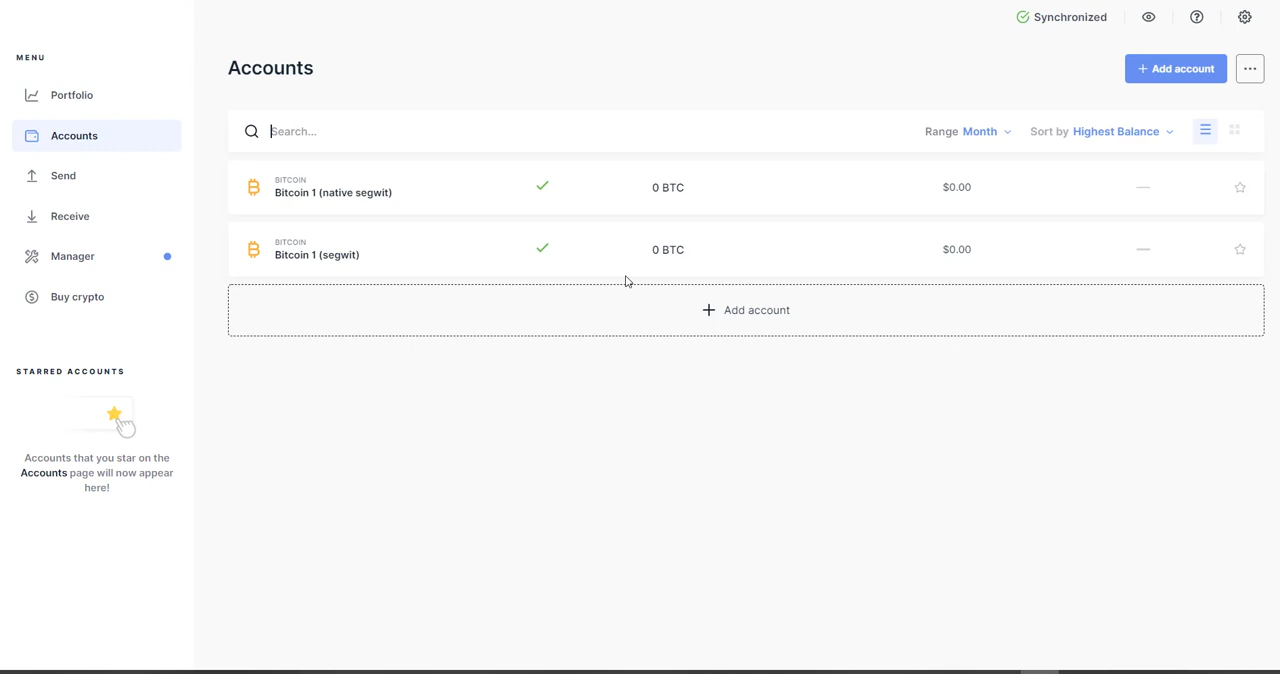 Synchronized
MENU
Portfolio
Accounts
Send
Receive
Manager
Buy crypto
STARRED ACCOUNTS
Accounts that you star on the
Accounts page will now appear
here!
Accounts
+ Add account
Search...
Range Month
Sort by Highest Balance
BITCOIN
Bitcoin 1 (native segwit)
0 BTC
$0.00
—
BITCOIN
Bitcoin 1 (segwit)
0 BTC
$0.00
—
+ Add account